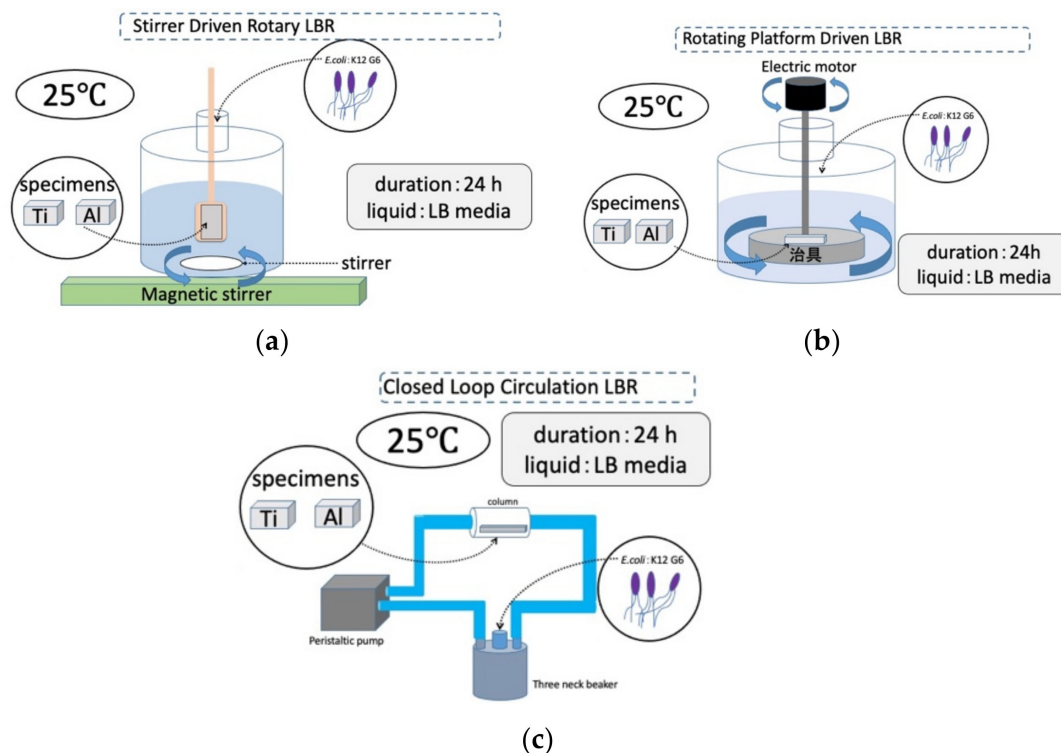 Stirrer Driven Rotary LBR
E.coli : K12 G6
25℃
specimens
Ti
Al
duration : 24 h
liquid : LB media
stirrer
Magnetic stirrer
(a)
Rotating Platform Driven LBR
Electric motor
25℃
E.coli : K12 G6
specimens
Ti
Al
治具
duration : 24h
liquid : LB media
(b)
Closed Loop Circulation LBR
25℃
duration : 24 h
liquid : LB media
specimens
Ti
Al
column
E.coli : K12 G6
Peristaltic pump
Three neck beaker
(c)